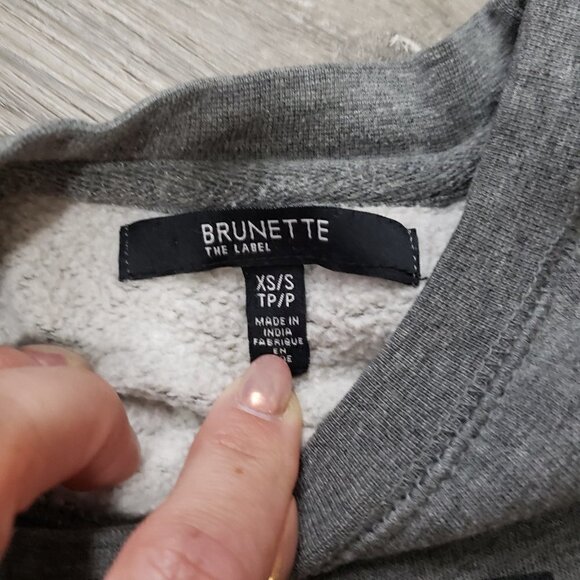 BRUNETTE
THE LABEL
XS/S
TP/P
MADE IN
INDIA
FABRIQUE
EN